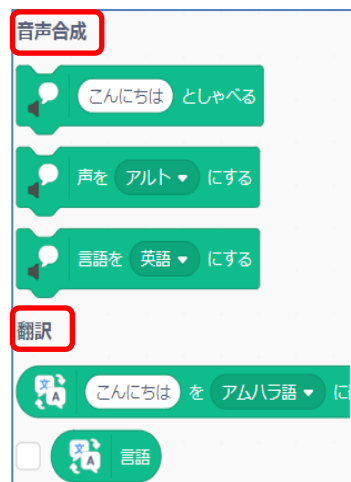 音声合成
こんにちは としゃべる
声を アルト にする
言語を 英語 にする
翻訳
こんにちは を アムハラ語 に
言語